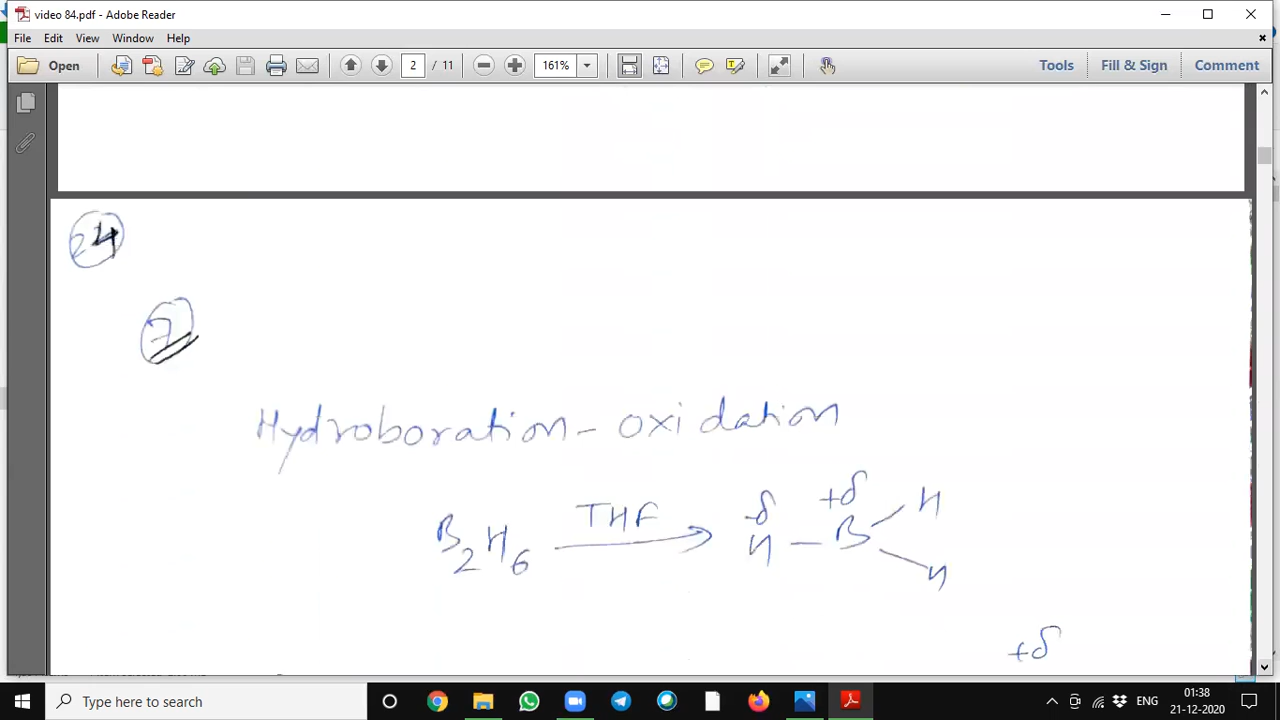 video 84.pdf - Adobe Reader
File Edit View Window Help
Open 2 / 11 161% Tools Fill & Sign Comment
24
7
Hydroboration - oxidation
-δ +δ
B2H6 THF → H — B H
H
+δ
Type here to search ENG 01:38
21-12-2020